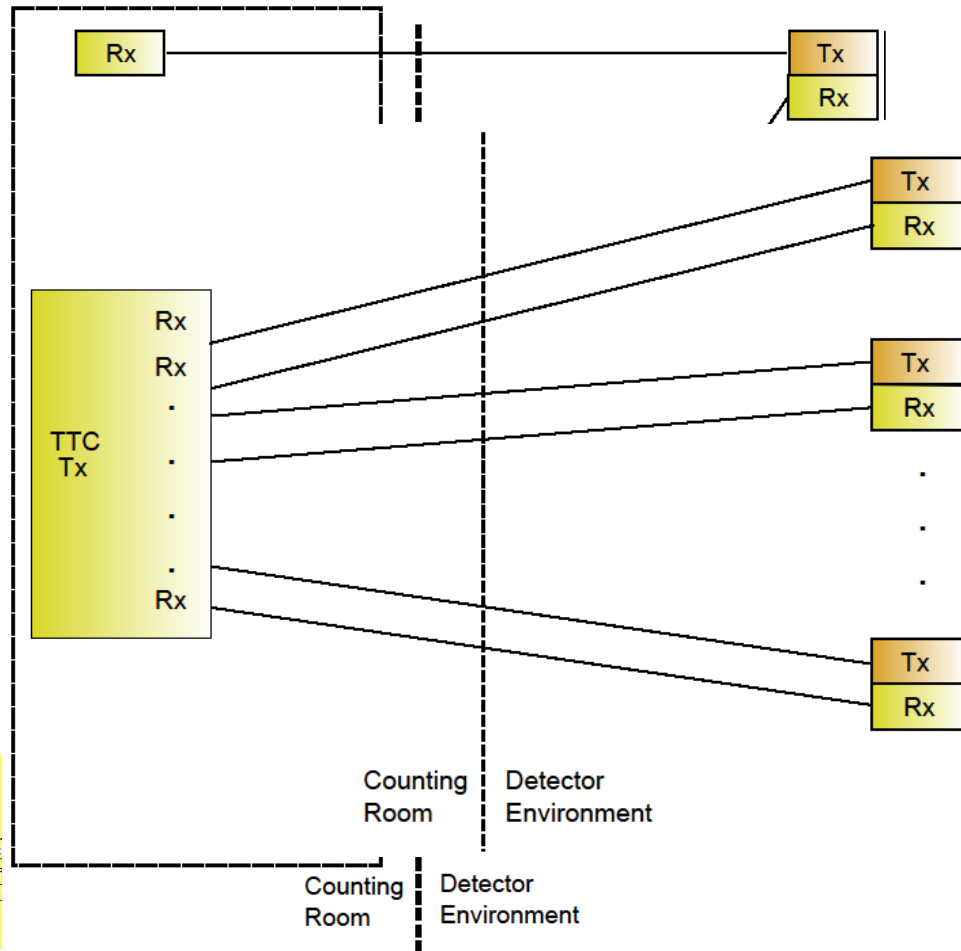 Rx
Tx
Rx
Tx
Rx
Rx
Rx
.
TTC
Tx
.
.
.
Rx
Tx
Rx
.
.
.
Tx
Rx
Counting
Room
Detector
Environment
Counting
Room
Detector
Environment